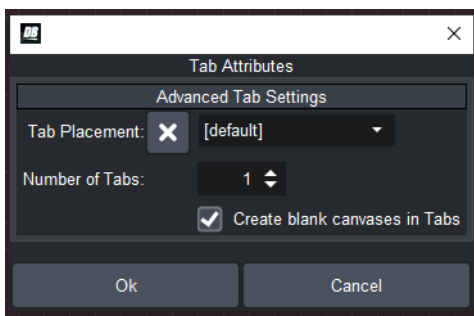 DB
Tab Attributes
Advanced Tab Settings
Tab Placement: [default]
Number of Tabs: 1
Create blank canvases in Tabs
Ok Cancel